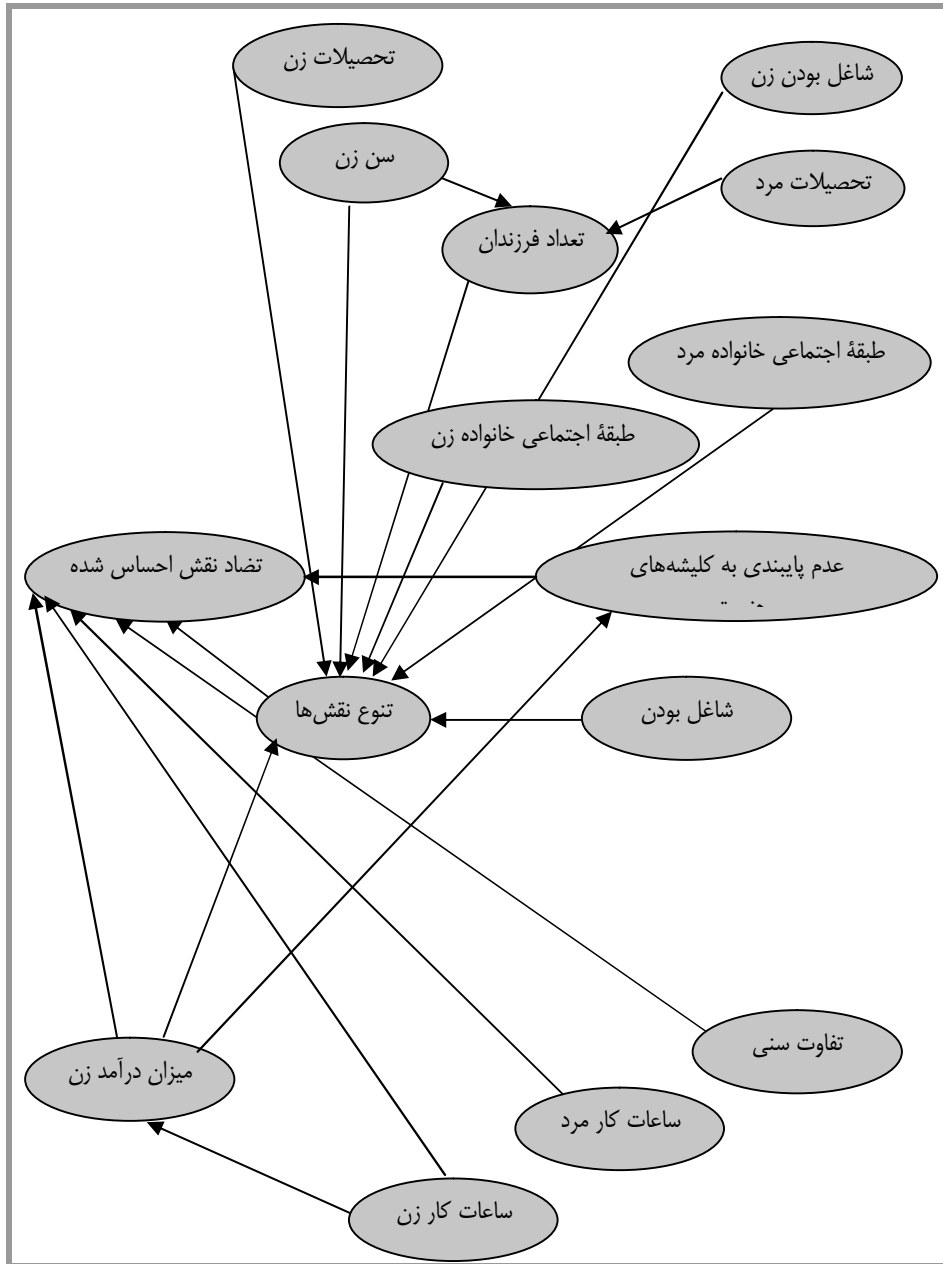 تحصیلات زن
شاغل بودن زن
سن زن
تحصیلات مرد
تعداد فرزندان
طبقۀ اجتماعی خانواده مرد
طبقۀ اجتماعی خانواده زن
تضاد نقش احساس شده
عدم پایبندی به کلیشه‌های
تنوع نقش‌ها
شاغل بودن
تفاوت سنی
میزان درآمد زن
ساعات کار مرد
ساعات کار زن